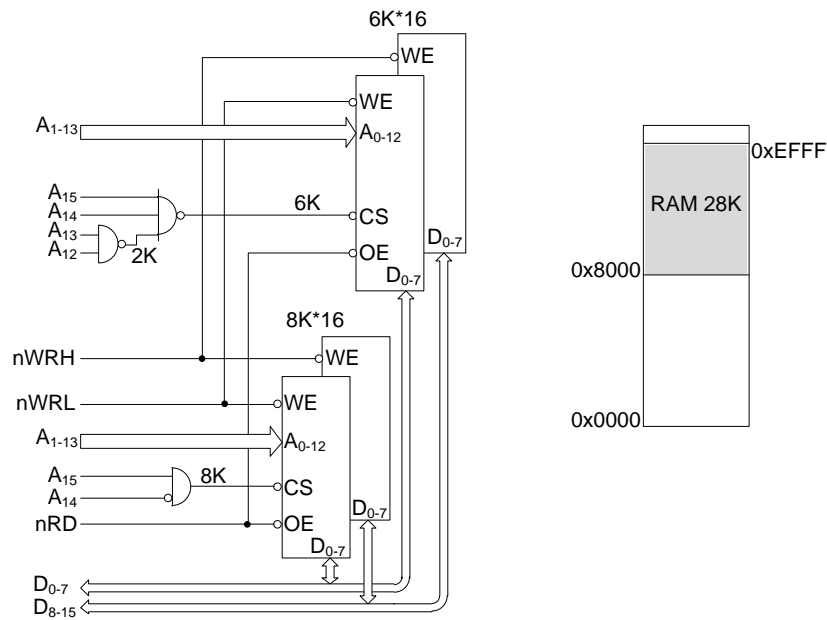 6K*16
WE
WE
A1-13
A0-12
A15
A14
A13
A12
2K
6K
CS
OE
D0-7
D0-7
8K*16
nWRH
WE
nWRL
WE
A1-13
A0-12
A15
A14
8K
CS
nRD
OE
D0-7
D0-7
D0-7
D8-15
0xEFFF
RAM 28K
0x8000
0x0000